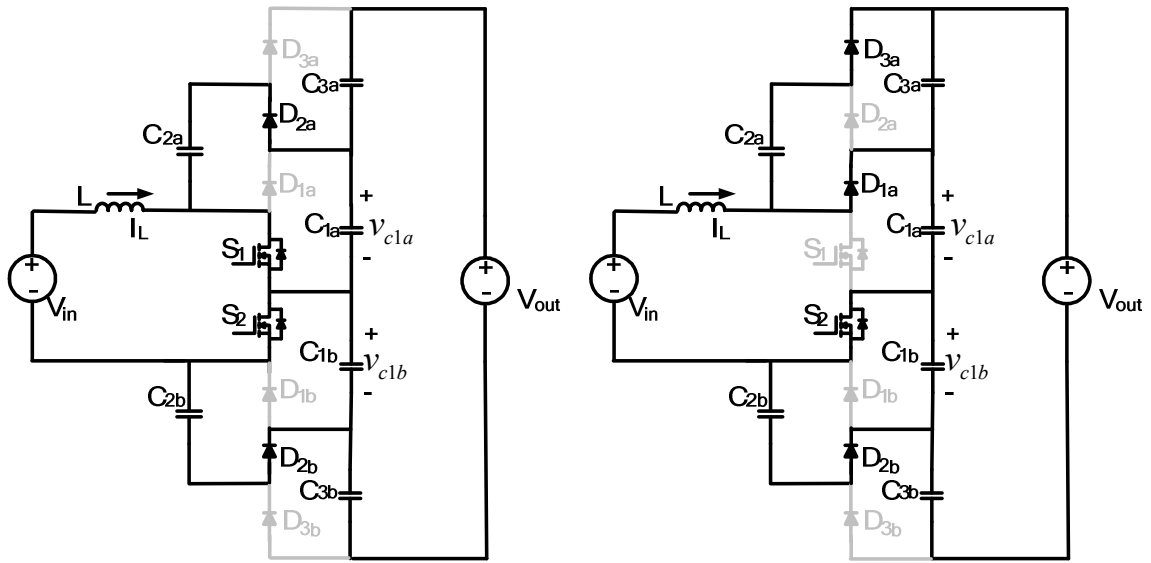 D3a
C3a
D2a
C2a
D1a
L
IL
C1a
+
vc1a
-
S1
+
-
Vin
S2
+
-
Vout
C1b
+
vc1b
-
C2b
D1b
D2b
C3b
D3b
D3a
C3a
D2a
C2a
D1a
L
IL
C1a
+
vc1a
-
S1
+
-
Vin
S2
+
-
Vout
C1b
+
vc1b
-
C2b
D1b
D2b
C3b
D3b